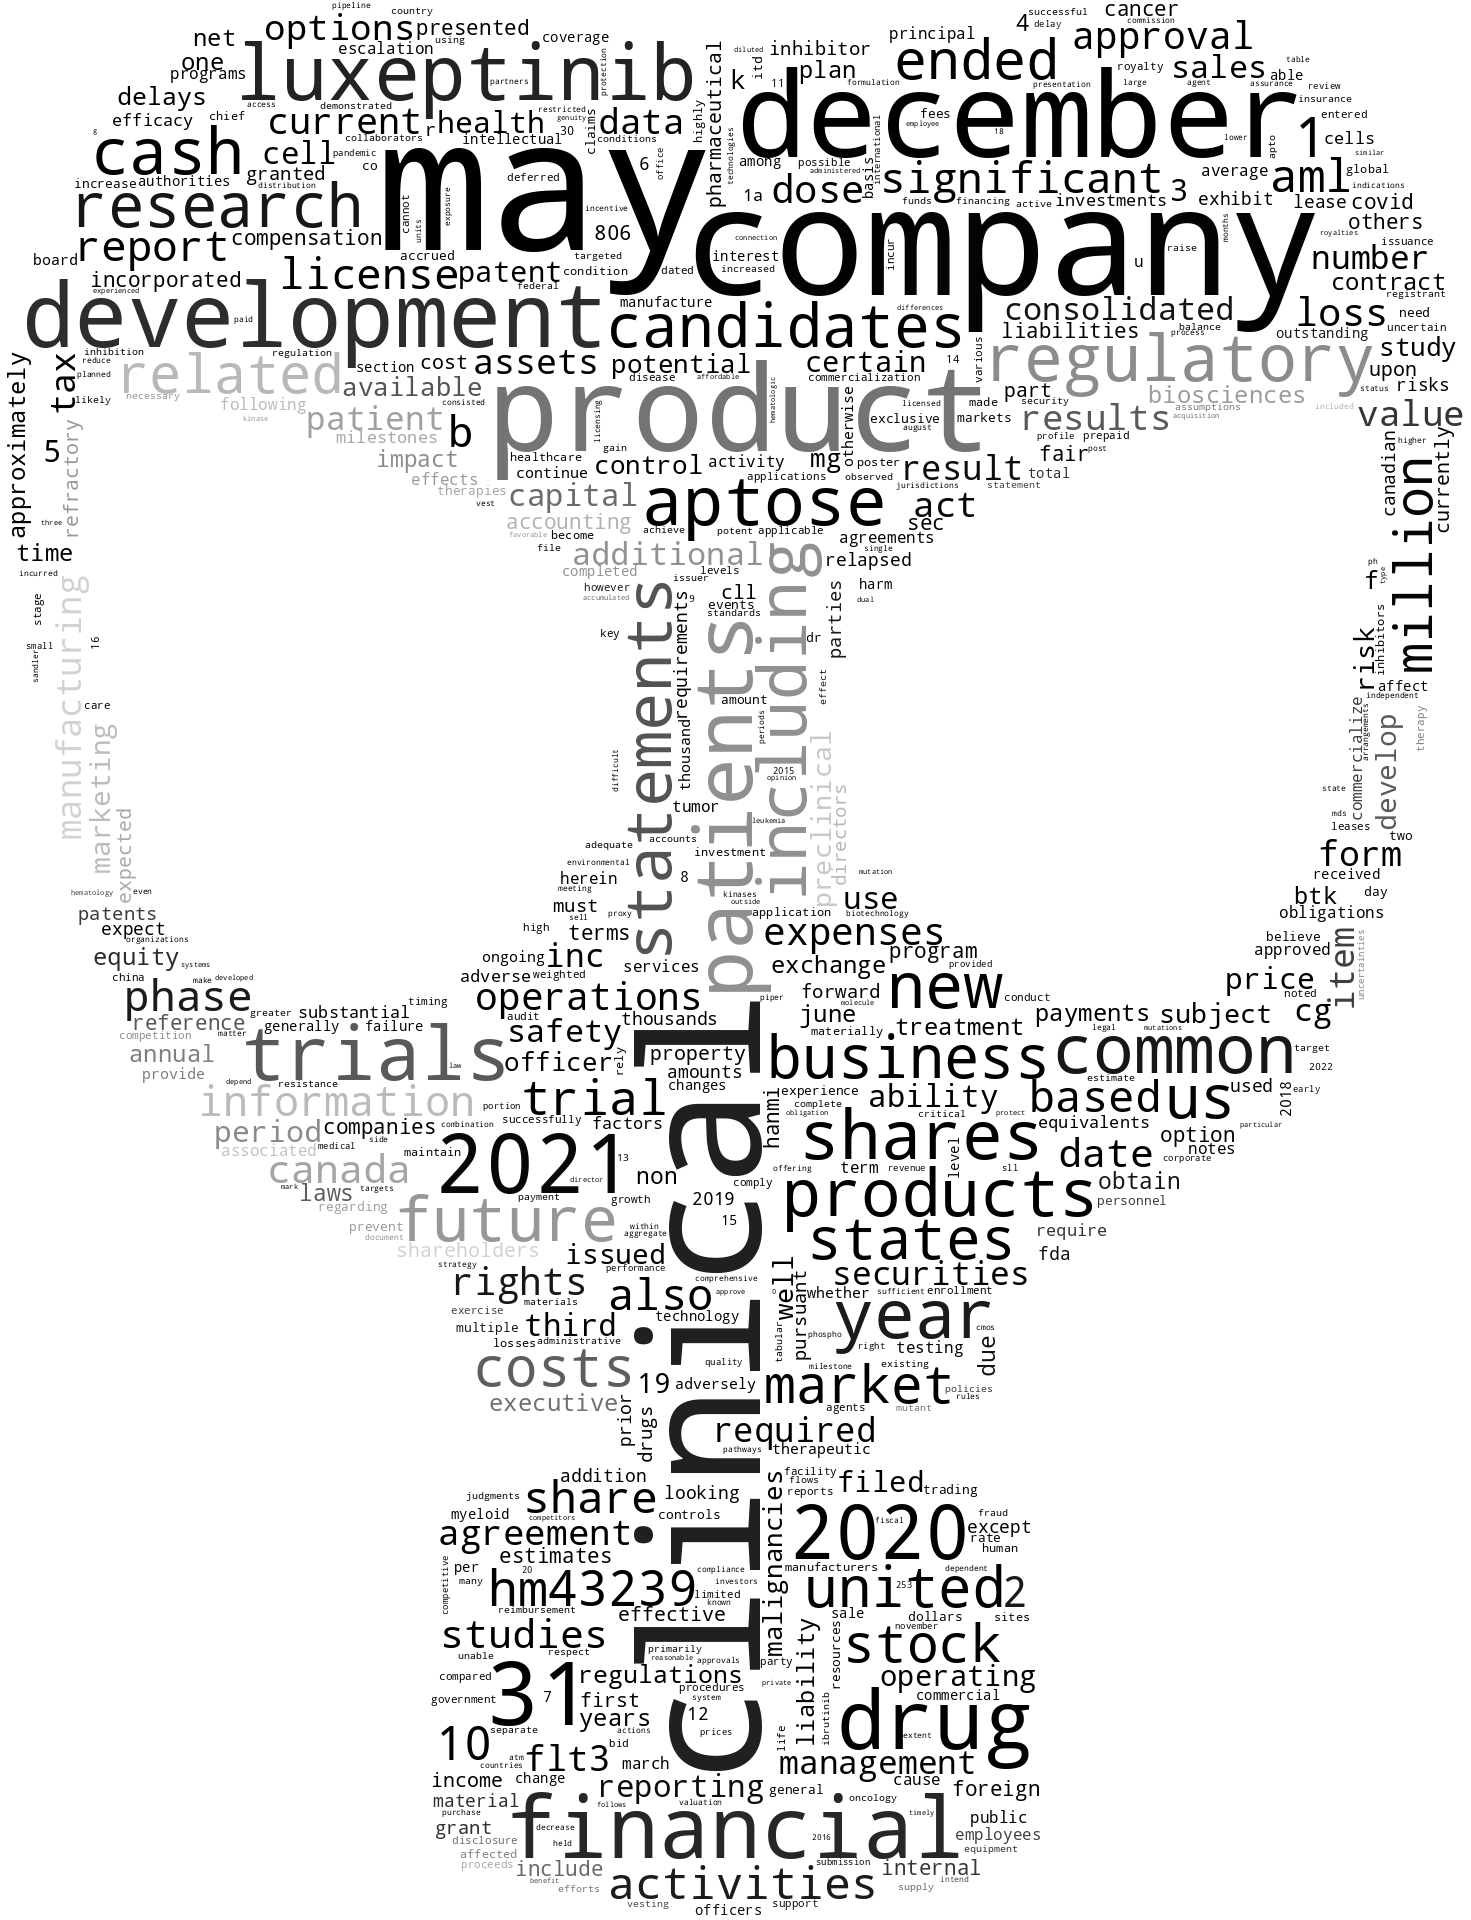 pipeline country successful cancer
options presented 4 delay commission
net escalation using coverage principal approval
one luxeptinib inhibitor ended sales able
programs partners protection pharmaceutical k itd plan royalty table
delays access demonstrated restricted genuity diluted 11 formulation presentation large agent assurance review insurance
efficacy chief current r health 30 data highly december fees employee 18 lower apto 1 entered
g cash cell collaborators intellectual conditions claims technologies international cells similar
pandemic co may 6 office among possible administered average aml global
increase authorities granted distribution deferred 1a dose basis significant 3 exhibit lease covid indications
research cannot units exposure incentive 806 funds financing active investments months royalties others
board report compensation accrued targeted company connection interest increased incur raise u number issuance
incorporated license patent condition federal dated contract registrant
experienced development paid manufacture candidates differences consolidated loss need uncertain
inhibition regulation section cost assets potential certain 14 various liabilities process balance outstanding study
reduce planned related available disease affordable commercialization regulatory upon status risks
approximately likely tax necessary following patient consisted product hematologic licensing licensed exclusive made security part assumptions biosciences included value
kinase milestones b august markets results acquisition
5 refractory impact healthcare gain control activity mg otherwise poster profile prepaid fair post canadian higher currently
effects therapies continue applications observed result total million
vest capital jurisdictions statement
three accounting favorable become achieve aptose potent applicable sec act
time file additional agreements single
incurred completed however issuer levels relapsed ph f type
accumulated 9 cll events standards including harm dual
stage manufacturing statements requirements patients parties inhibitors
small 16 key dr risk
sandler effect affect independent
care amount periods commercialize arrangements therapy
marketing difficult thousand 2015 opinion preclinical directors develop state
expected tumor leukemia mds leases two
adequate accounts investment form
environmental herein 8 mutation received
hematology even meeting kinases outside use btk day
patents must sell proxy application biotechnology obligations
expect organizations high terms expenses believe item uncertainties
equity systems ongoing inc services program provided approved
china make developed adverse weighted exchange price noted
phase greater substantial timing operations piper forward molecule new conduct
reference generally failure audit thousands june payments subject cg
competition matter safety clinical materially treatment legal mutations
annual trials law officer rely property business common target
provide depend resistance amounts changes experience estimate 2022
information portion trial hanmi complete ability based us used 2018 early
period companies combination successfully factors obligation critical protect equivalents particular
associated medical side maintain 2021 13 shares level option notes
canada mark targets director non offering term revenue sll date corporate
laws payment growth comply 2019 products obtain
regarding future 15 personnel
prevent document within aggregate states require
shareholders issued fda
strategy performance comprehensive securities
rights materials also approve 0 well pursuant whether sufficient enrollment
exercise technology year
multiple third tabular phospho cmos
losses administrative right testing due
costs quality milestone existing
19 adversely market policies rules
executive prior drugs agents mutant
required
pathways therapeutic
addition malignancies facility flows reports filed trading
judgments share looking
myeloid competitors controls 2020 fiscal fraud except
agreement rate human
competitive estimates manufacturers
per 20 compliance dependent
many hm43239 investors limited known united 253 2
reimbursement effective sale dollars sites
studies november
unable respect primarily reasonable approvals liability resources stock
compared 31 regulations party operating
government 7 first procedures private commercial
system years 12 life ibrutinib drug
10 separate actions prices extent
atm countries flt3 bid march management
income change reporting general cause foreign
material follows valuation oncology
purchase grant financial timely public
disclosure decrease 2016 employees
affected held equipment
proceeds include submission internal
benefit efforts activities supply intend
vesting officers support